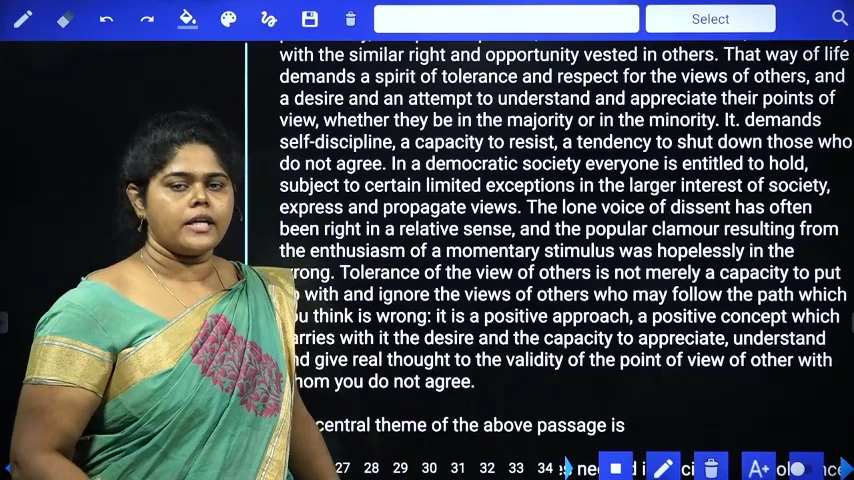 Select
with the similar right and opportunity vested in others. That way of life
demands a spirit of tolerance and respect for the views of others, and
a desire and an attempt to understand and appreciate their points of
view, whether they be in the majority or in the minority. It. demands
self-discipline, a capacity to resist, a tendency to shut down those who
do not agree. In a democratic society everyone is entitled to hold,
subject to certain limited exceptions in the larger interest of society,
express and propagate views. The lone voice of dissent has often
been right in a relative sense, and the popular clamour resulting from
the enthusiasm of a momentary stimulus was hopelessly in the
wrong. Tolerance of the view of others is not merely a capacity to put
with and ignore the views of others who may follow the path which
you think is wrong: it is a positive approach, a positive concept which
carries with it the desire and the capacity to appreciate, understand
and give real thought to the validity of the point of view of other with
whom you do not agree.
central theme of the above passage is
27 28 29 30 31 32 33 34
A+